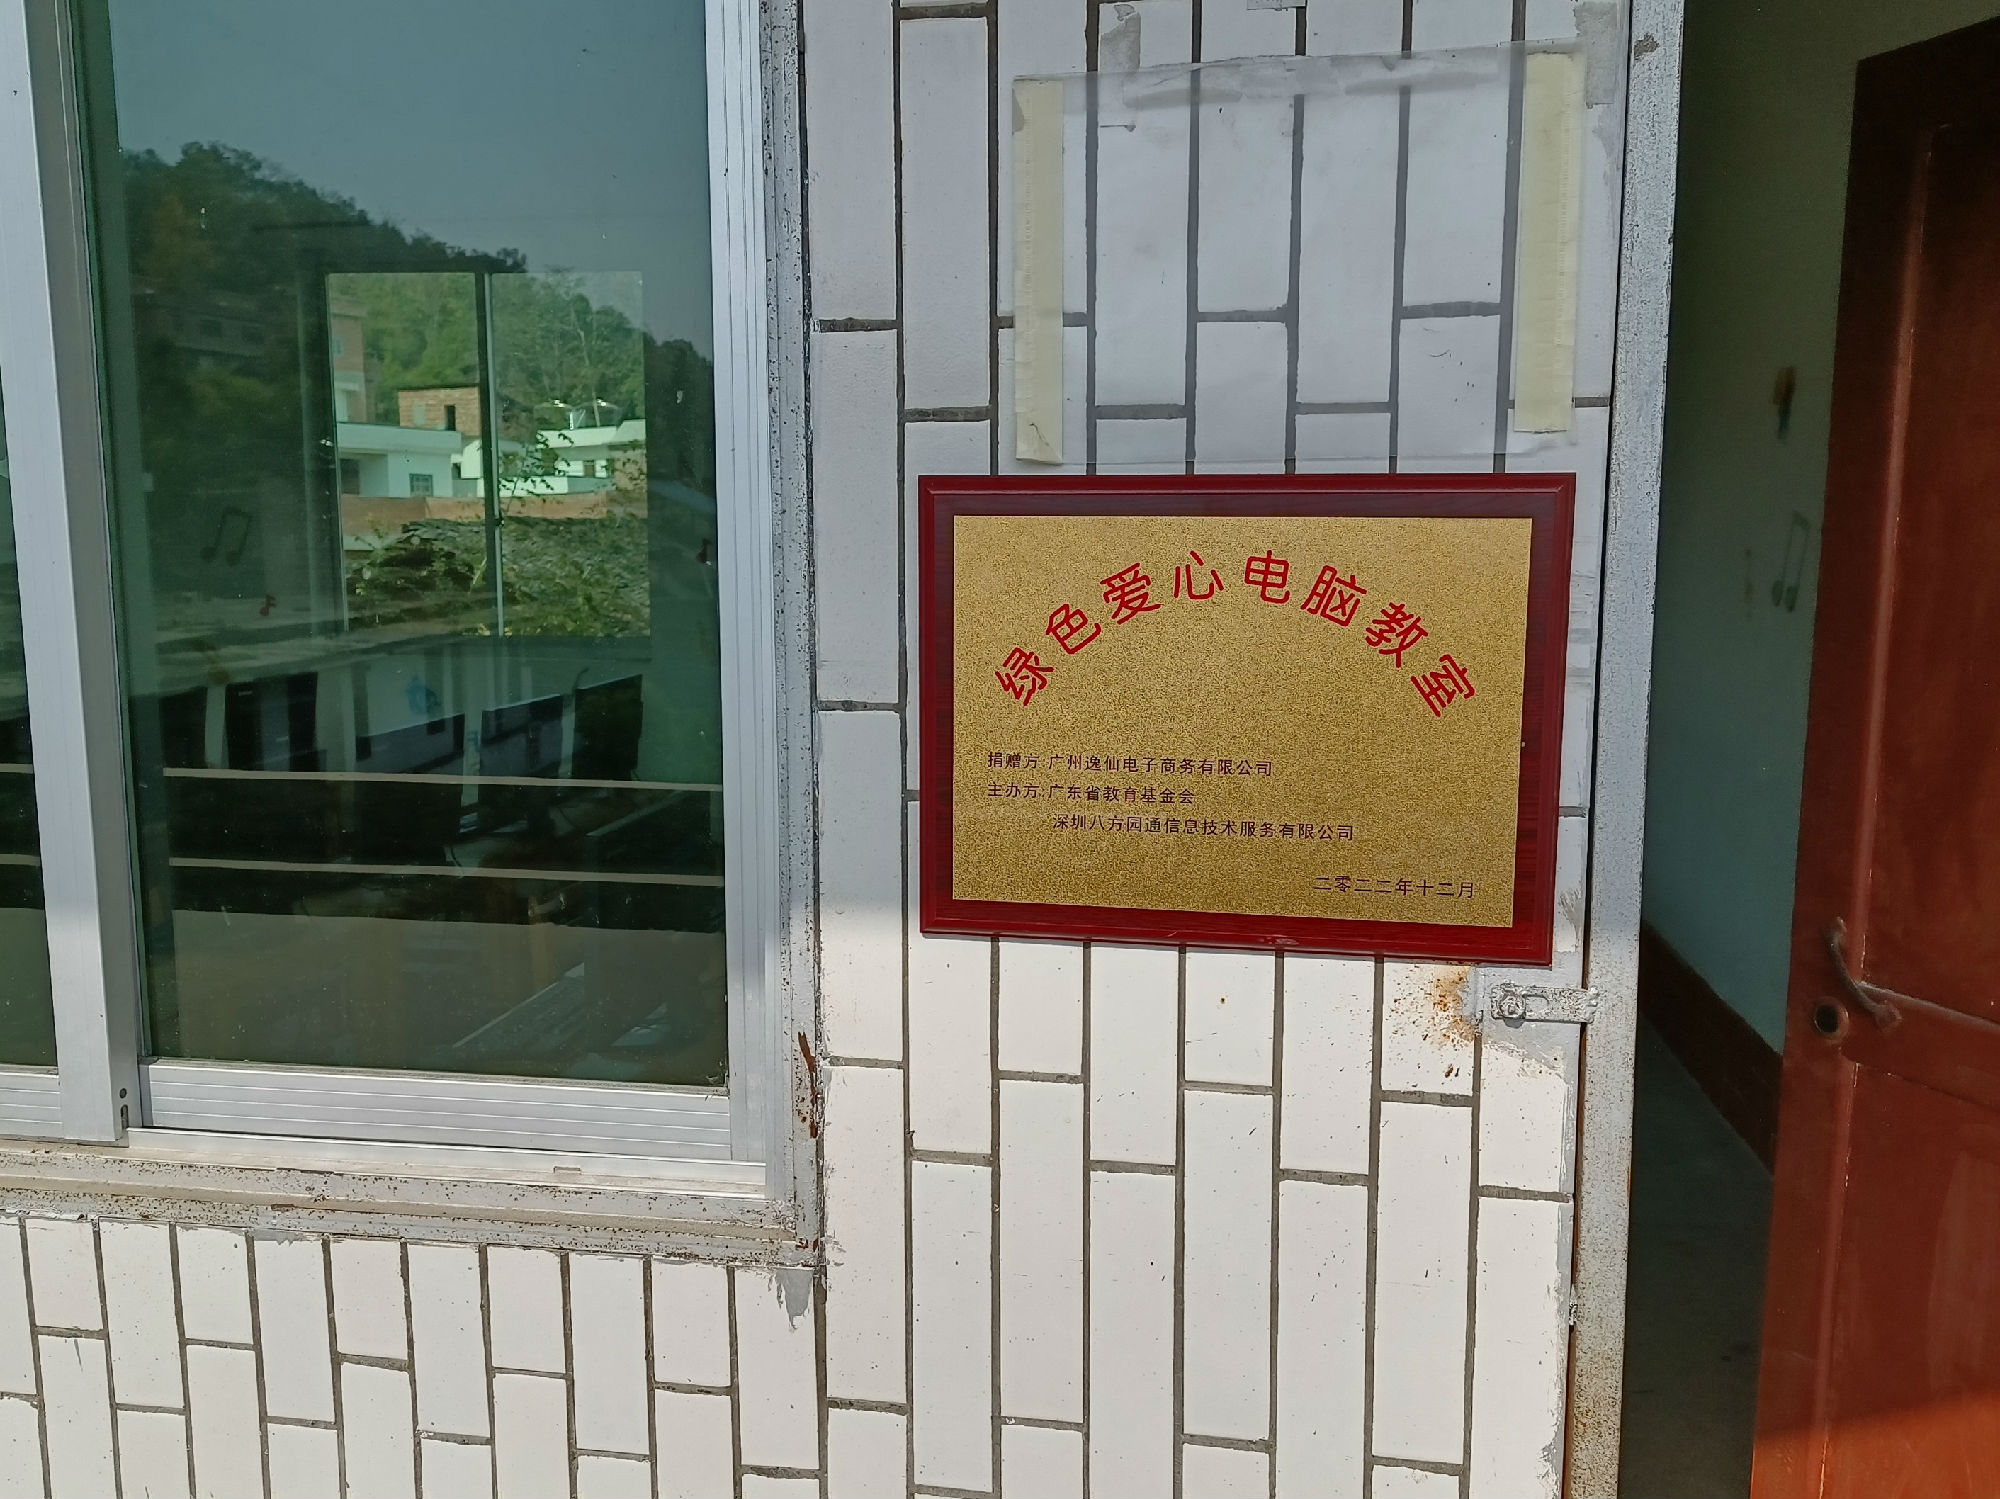 绿色爱心电脑教室
捐赠方:广州逸仙电子商务有限公司
主办方:广东省教育基金会
深圳八方园通信息技术服务有限公司
二零二二年十二月